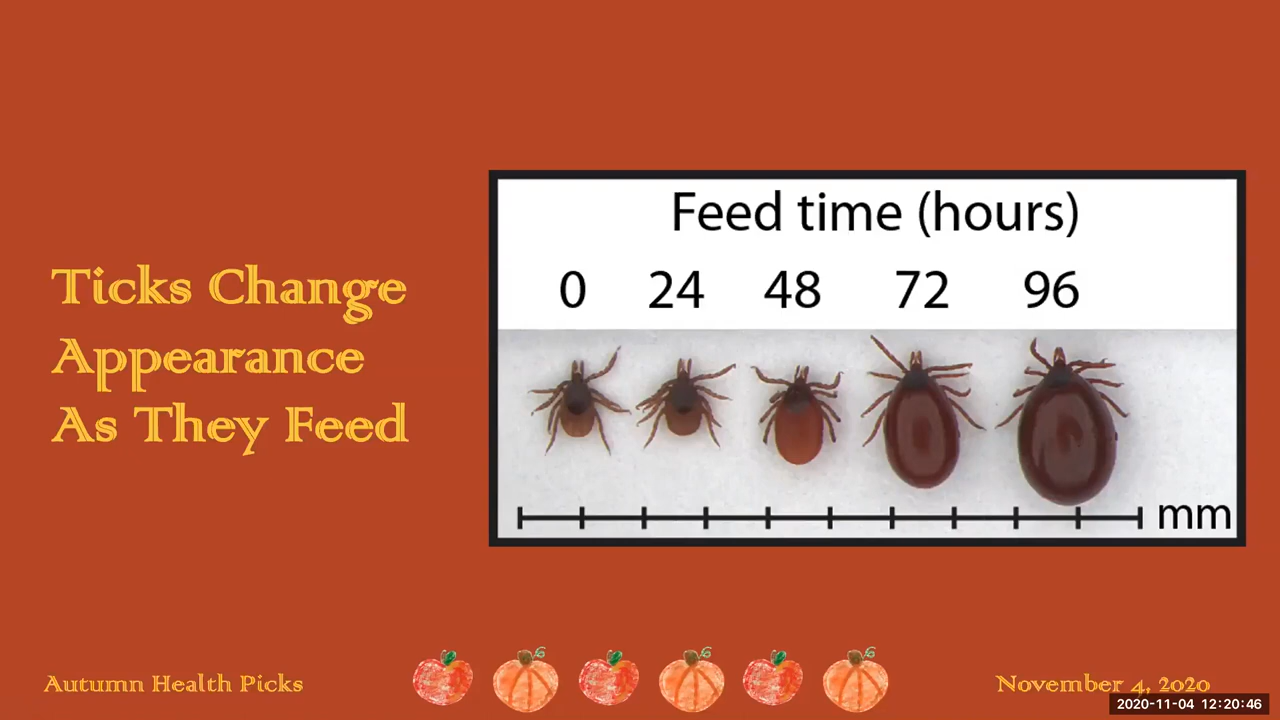 Ticks Change
Appearance
As They Feed
Feed time (hours)
0 24 48 72 96
mm
Autumn Health Picks
November 4, 2020
2020-11-04 12:20:46